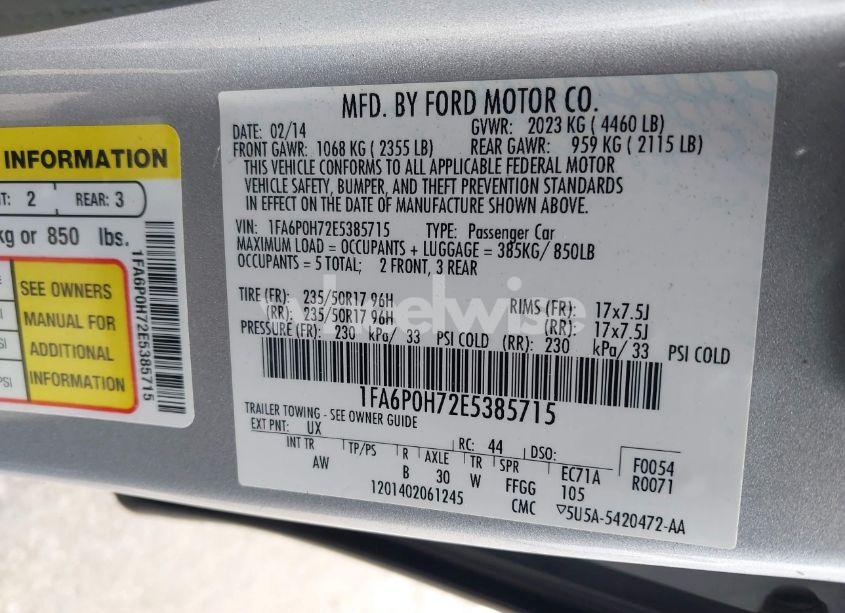 INFORMATION
T: 2 REAR: 3
kg or 850 lbs.
SEE OWNERS
MANUAL FOR
ADDITIONAL
INFORMATION
1FA6P0H72E5385715
MFD. BY FORD MOTOR CO.
DATE: 02/14 GVWR: 2023 KG ( 4460 LB)
FRONT GAWR: 1068 KG ( 2355 LB) REAR GAWR: 959 KG ( 2115 LB)
THIS VEHICLE CONFORMS TO ALL APPLICABLE FEDERAL MOTOR
VEHICLE SAFETY, BUMPER, AND THEFT PREVENTION STANDARDS
IN EFFECT ON THE DATE OF MANUFACTURE SHOWN ABOVE.
VIN: 1FA6P0H72E5385715 TYPE: Passenger Car
MAXIMUM LOAD = OCCUPANTS + LUGGAGE = 385KG/ 850LB
OCCUPANTS = 5 TOTAL; 2 FRONT, 3 REAR
TIRE (FR): 235/50R17 96H RIMS (FR): 17x7.5J
(RR): 235/50R17 96H (RR): 17x7.5J
PRESSURE (FR): 230 kPa/ 33 PSI COLD (RR): 230 kPa/ 33 PSI COLD
wheelwise
1FA6P0H72E5385715
TRAILER TOWING - SEE OWNER GUIDE
EXT PNT: UX RC: 44 DSO:
INT TR TP/PS R AXLE TR SPR EC71A F0054
AW B 30 W FFGG 105 R0071
1201402061245 CMC ▽5U5A-5420472-AA